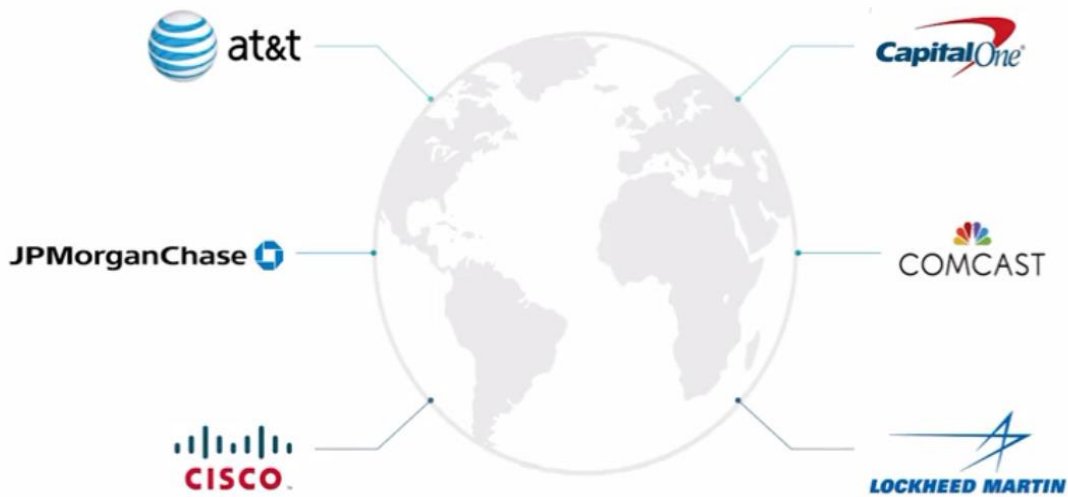 at&t
CapitalOne®
JPMorganChase
COMCAST
CISCO
LOCKHEED MARTIN